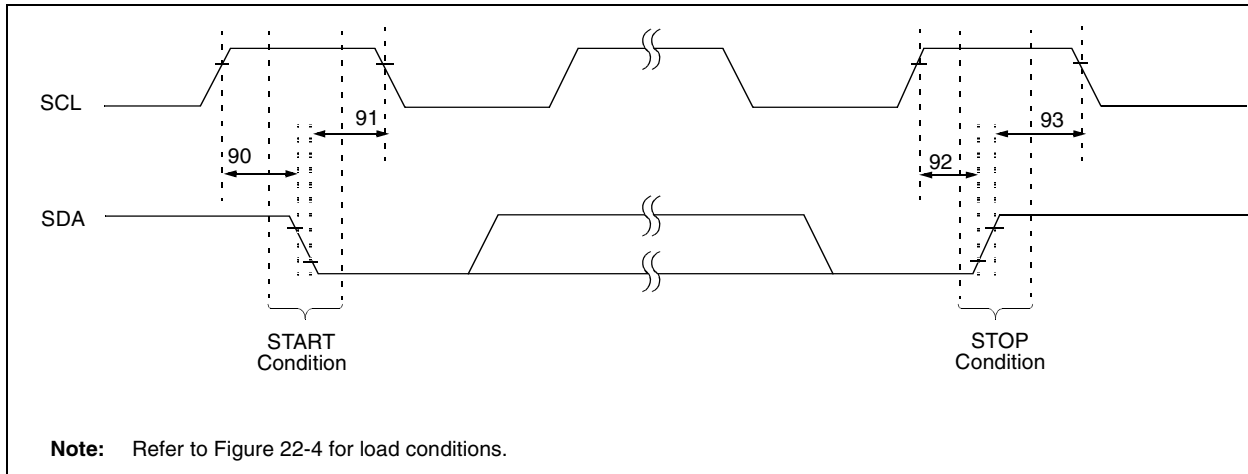 SCL
91
93
90
92
SDA
START
Condition
STOP
Condition
Note: Refer to Figure 22-4 for load conditions.